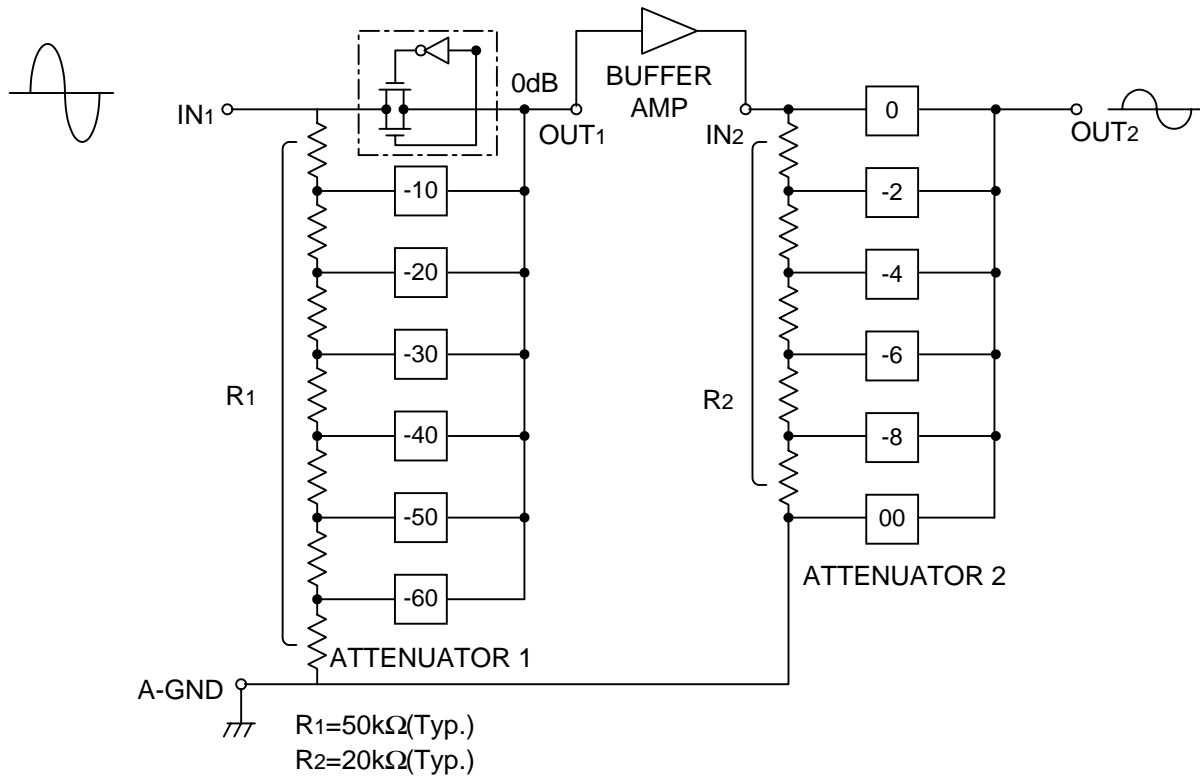 0dB
BUFFER
AMP
IN1
OUT1
IN2
0
OUT2
-10
-2
-20
-4
-30
-6
R1
R2
-40
-8
-50
00
ATTENUATOR 2
-60
ATTENUATOR 1
A-GND
R1=50kΩ(Typ.)
R2=20kΩ(Typ.)